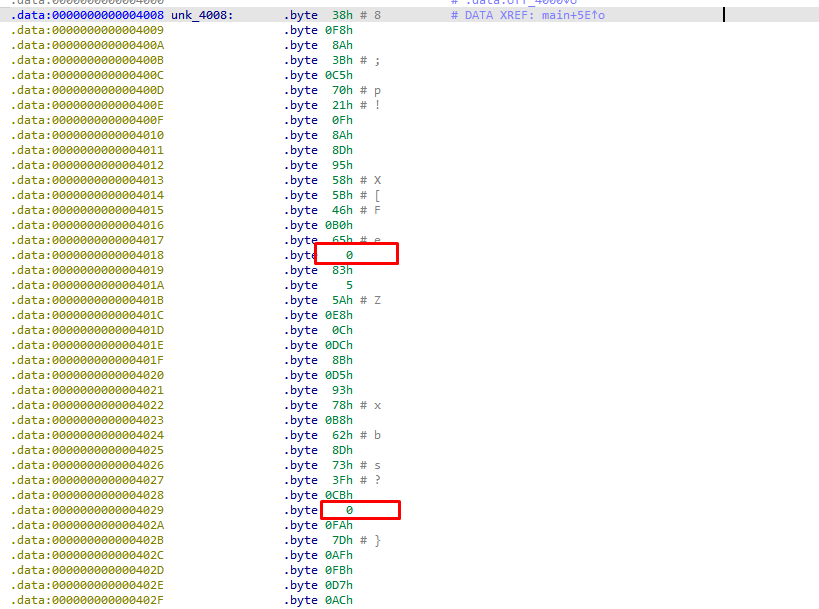 .data:0000000000004008 unk_4008: .byte 38h # 8 # DATA XREF: main+5E↑o
.data:0000000000004009 .byte 0F8h
.data:000000000000400A .byte 8Ah
.data:000000000000400B .byte 3Bh # ;
.data:000000000000400C .byte 0C5h
.data:000000000000400D .byte 70h # p
.data:000000000000400E .byte 21h # !
.data:000000000000400F .byte 0Fh
.data:0000000000004010 .byte 8Ah
.data:0000000000004011 .byte 8Dh
.data:0000000000004012 .byte 95h
.data:0000000000004013 .byte 58h # X
.data:0000000000004014 .byte 5Bh # [
.data:0000000000004015 .byte 46h # F
.data:0000000000004016 .byte 0B0h
.data:0000000000004017 .byte 65h # e
.data:0000000000004018 .byte 0
.data:0000000000004019 .byte 83h
.data:000000000000401A .byte 5
.data:000000000000401B .byte 5Ah # Z
.data:000000000000401C .byte 0E8h
.data:000000000000401D .byte 0Ch
.data:000000000000401E .byte 0DCh
.data:000000000000401F .byte 8Bh
.data:0000000000004020 .byte 0D5h
.data:0000000000004021 .byte 93h
.data:0000000000004022 .byte 78h # x
.data:0000000000004023 .byte 0B8h
.data:0000000000004024 .byte 62h # b
.data:0000000000004025 .byte 8Dh
.data:0000000000004026 .byte 73h # s
.data:0000000000004027 .byte 3Fh # ?
.data:0000000000004028 .byte 0CBh
.data:0000000000004029 .byte 0
.data:000000000000402A .byte 0FAh
.data:000000000000402B .byte 7Dh # }
.data:000000000000402C .byte 0AFh
.data:000000000000402D .byte 0FBh
.data:000000000000402E .byte 0D7h
.data:000000000000402F .byte 0ACh